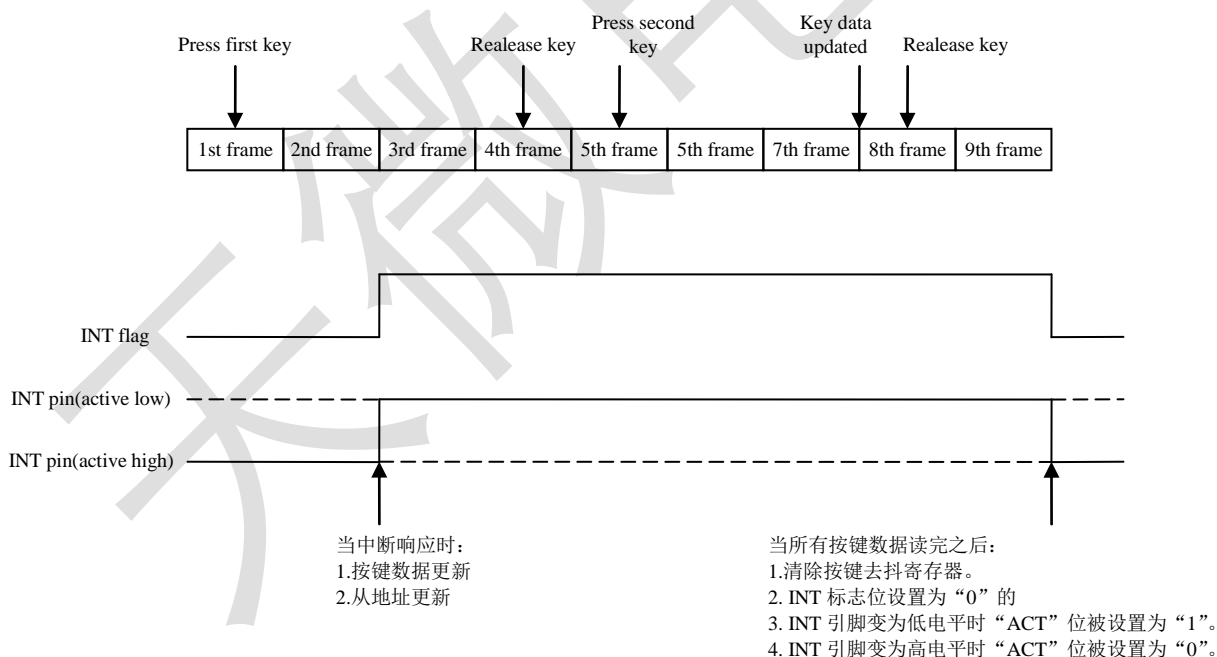 Press first key
Realease key
Press second
key
Key data
updated
Realease key
1st frame
2nd frame
3rd frame
4th frame
5th frame
5th frame
7th frame
8th frame
9th frame
INT flag
INT pin(active low)
INT pin(active high)
当中断响应时：
1.按键数据更新
2.从地址更新
当所有按键数据读完之后：
1.清除按键去抖寄存器。
2. INT 标志位设置为“0”的
3. INT 引脚变为低电平时“ACT”位被设置为“1”。
4. INT 引脚变为高电平时“ACT”位被设置为“0”。
天微电